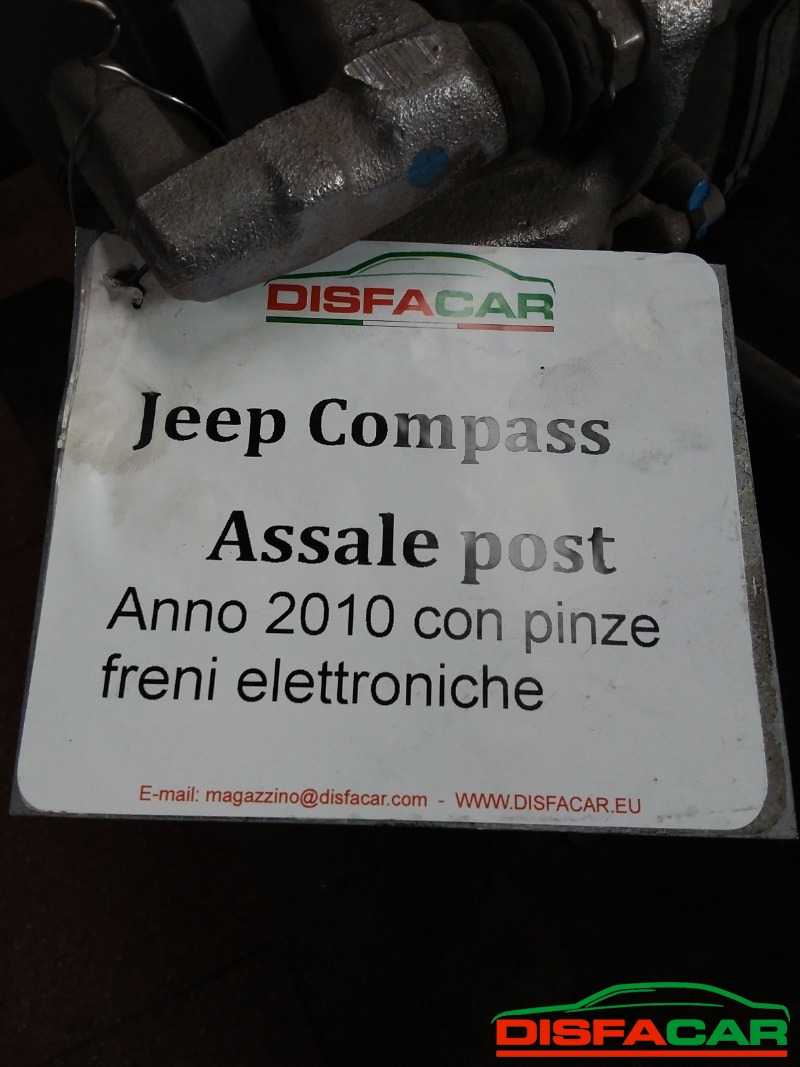 DISFACAR
Jeep Compass
Assale post
Anno 2010 con pinze
freni elettroniche
E-mail: magazzino@disfacar.com - WWW.DISFACAR.EU
DISFACAR